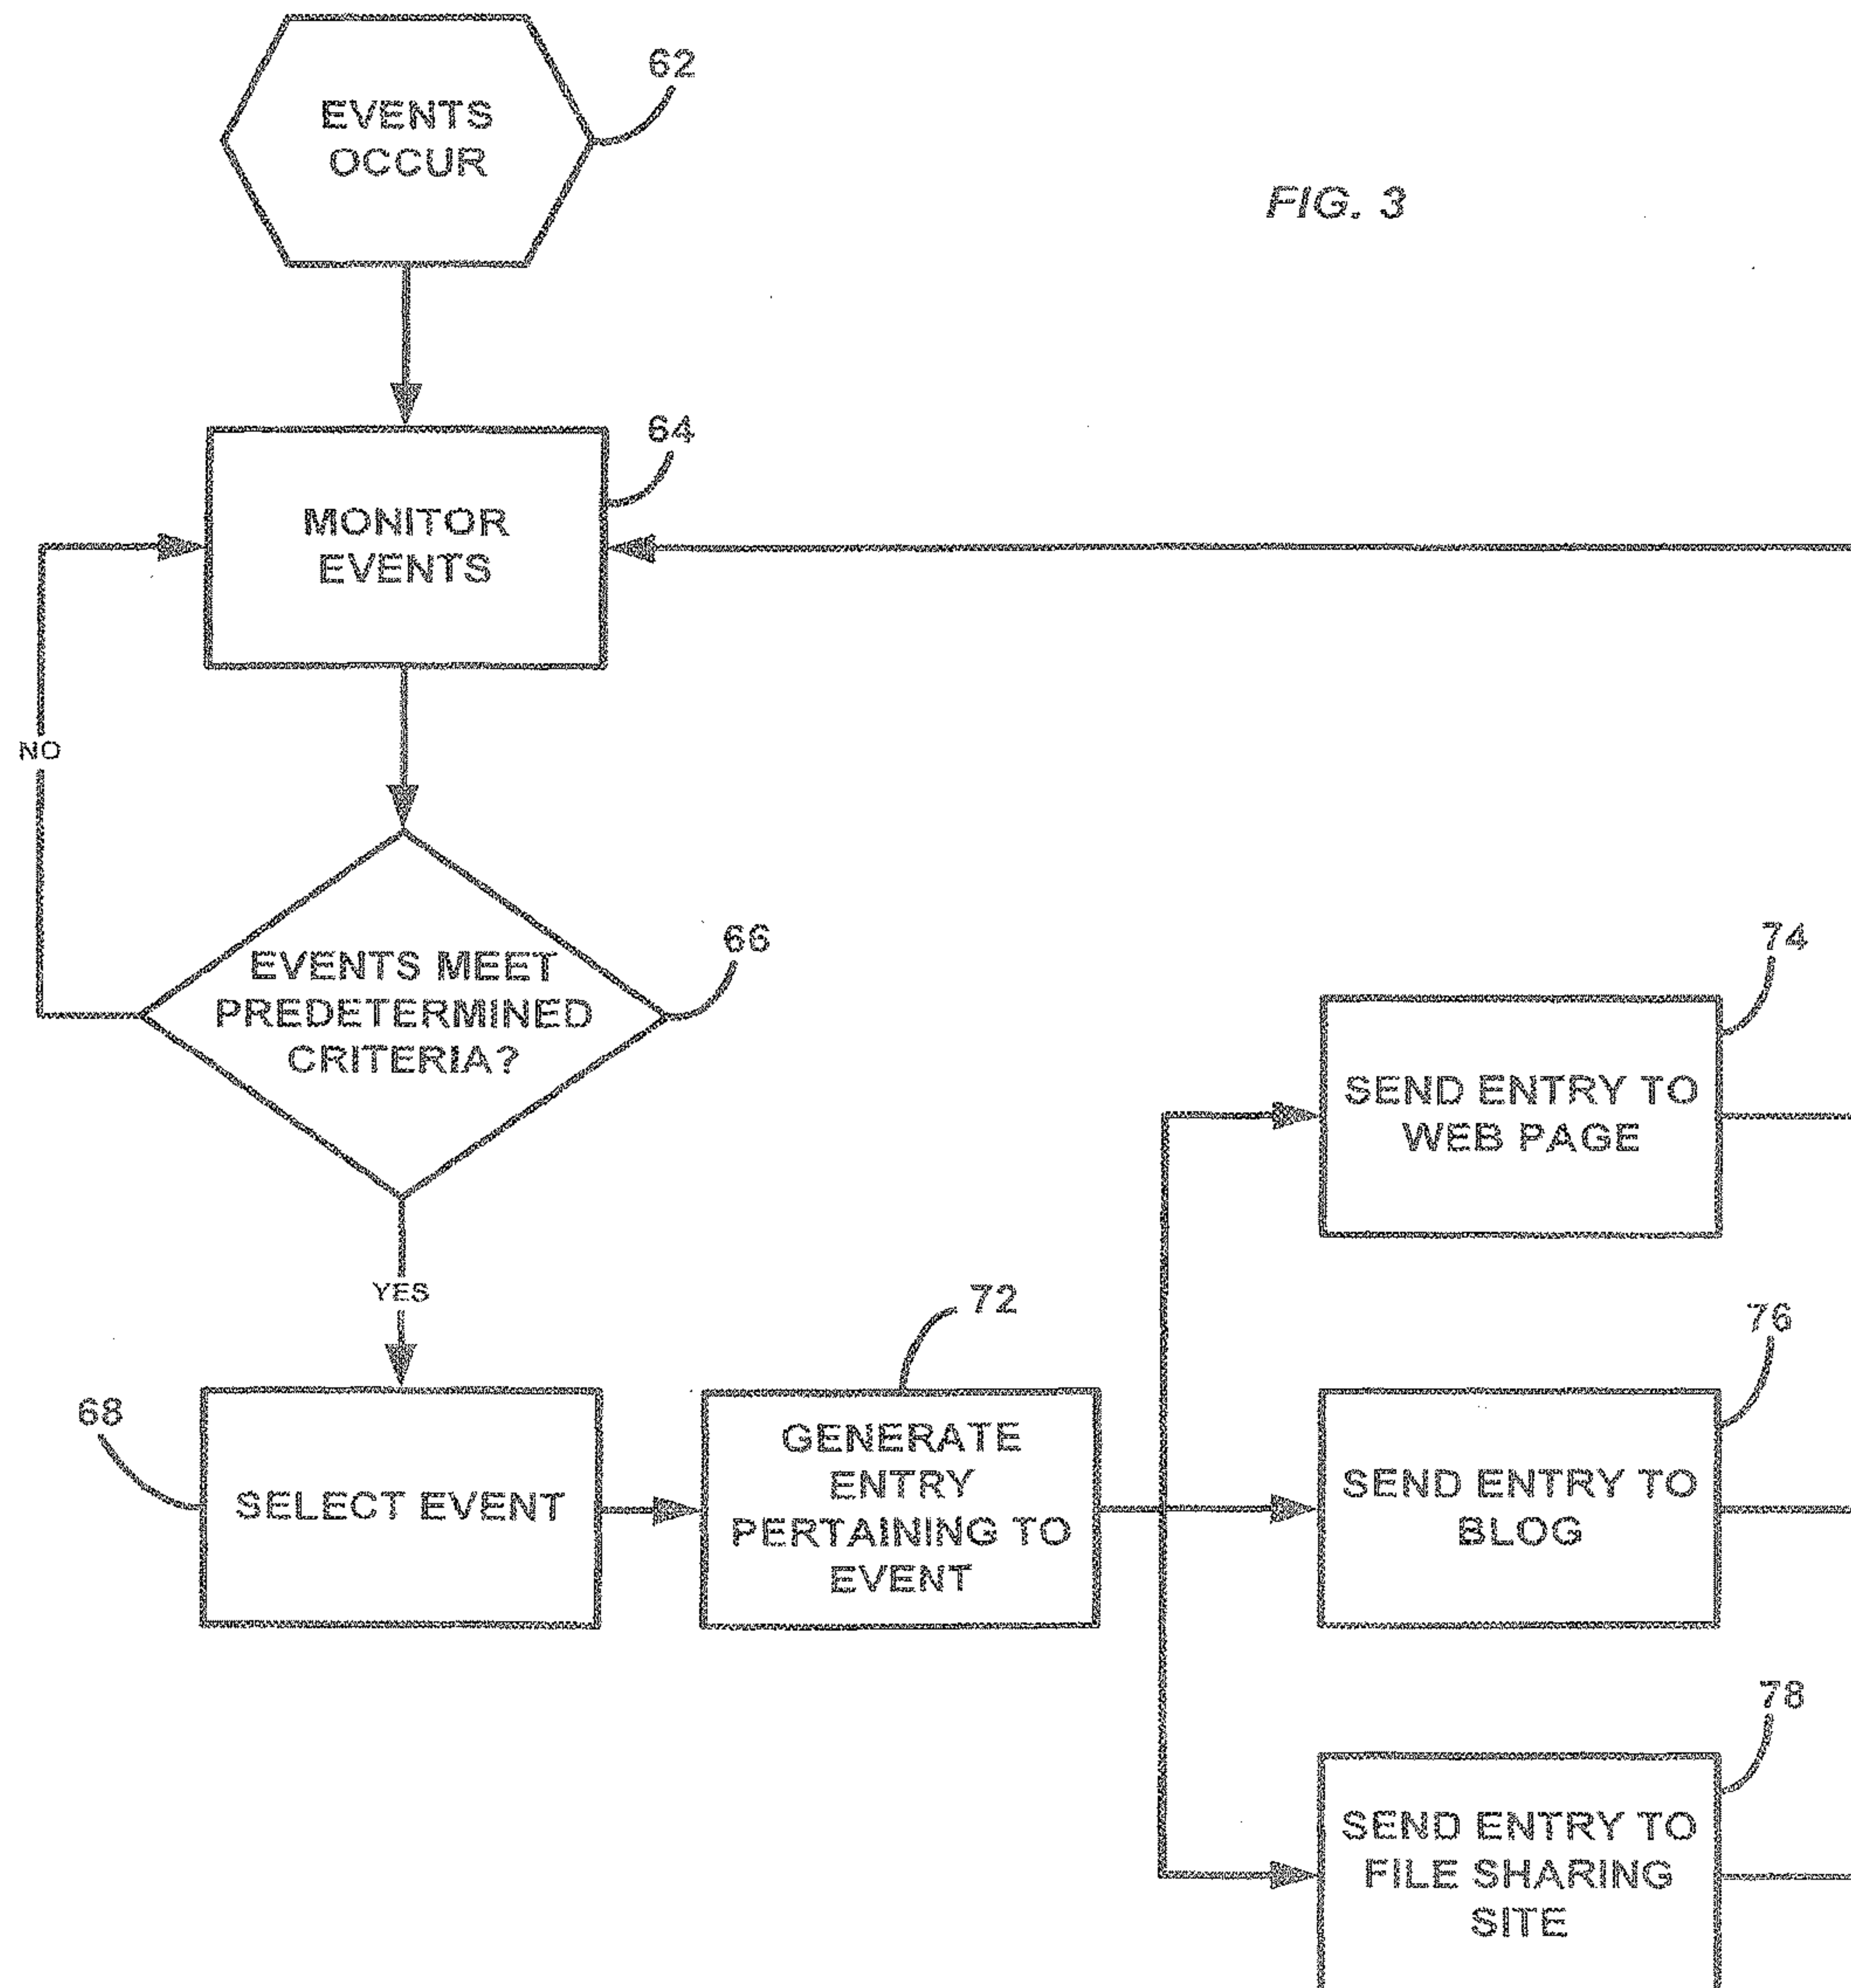 62
EVENTS
OCCUR
FIG. 3
64
MONITOR
EVENTS
NO
66
EVENTS MEET
PREDETERMINED
CRITERIA?
74
SEND ENTRY TO
WEB PAGE
YES
72
76
68
SELECT EVENT
GENERATE
ENTRY
PERTAINING TO
EVENT
SEND ENTRY TO
BLOG
78
SEND ENTRY TO
FILE SHARING
SITE